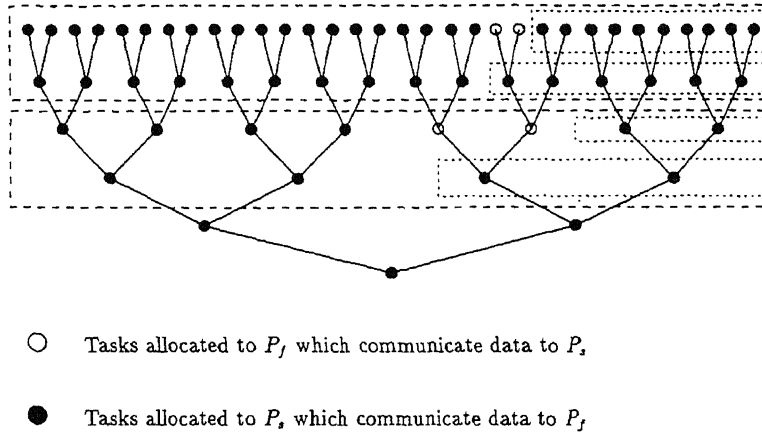 Tasks allocated to P_f which communicate data to P_s
Tasks allocated to P_s which communicate data to P_f